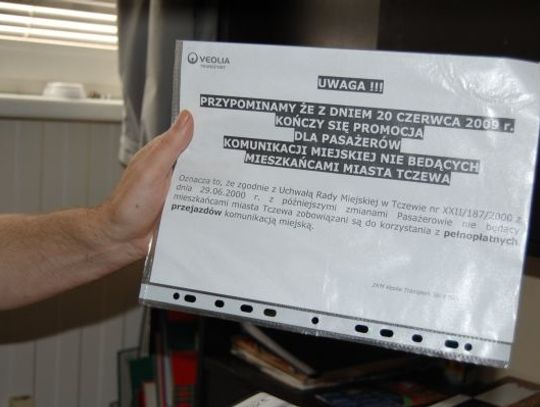 VEOLIA
TRANSPORT
UWAGA !!!
PRZYPOMINAMY ŻE Z DNIEM 20 CZERWCA 2009 r.
KOŃCZY SIĘ PROMOCJA
DLA PASAŻERÓW
KOMUNIKACJI MIEJSKIEJ NIE BĘDĄCYCH
MIESZKAŃCAMI MIASTA TCZEWA
Oznacza to, że zgodnie z Uchwałą Rady Miejskiej w Tczewie nr XXII/187/2000 z
dnia 29.06.2000 r. z późniejszymi zmianami Pasażerowie nie będący
mieszkańcami miasta Tczewa zobowiązani są do korzystania z pełnopłatnych
przejazdów komunikacją miejską.